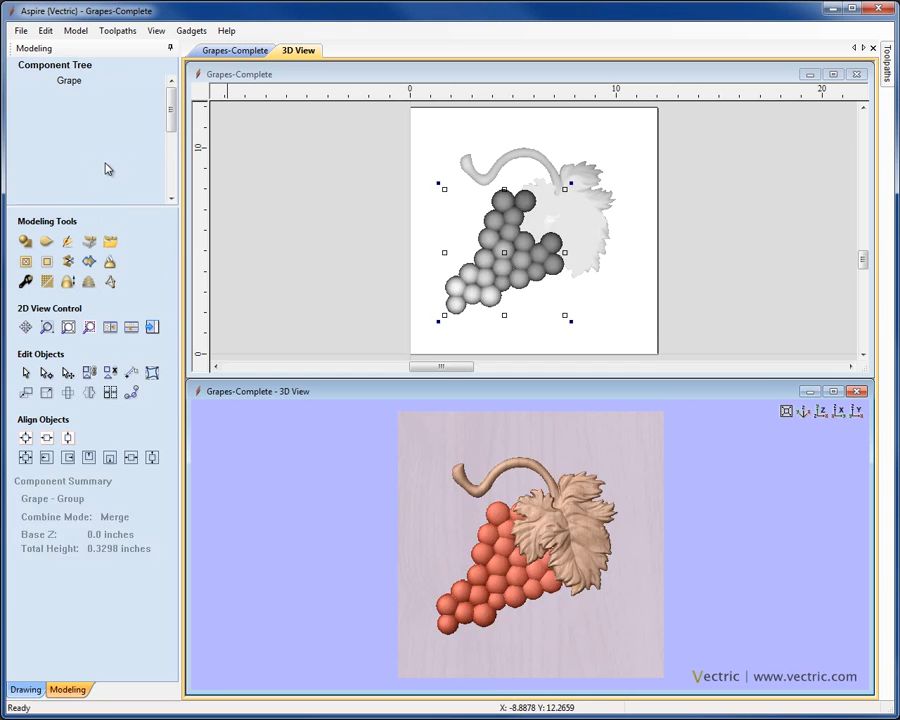 Aspire {Vectric} - [Grapes-Complete]
File Edit Model Toolpaths View Gadgets Help
Modeling
Grapes-Complete 3D View
Toolpaths
Component Tree
Grape
Grapes-Complete
0 10 20
10
0
Modeling Tools
2D View Control
Edit Objects
Align Objects
Component Summary
Grape - Group
Combine Mode: Merge
Base Z: 0.0 inches
Total Height: 0.3298 inches
Grapes-Complete - 3D View
Z X Y
Vectric | www.vectric.com
Drawing Modeling
Ready X: -8.8878 Y: 12.2659